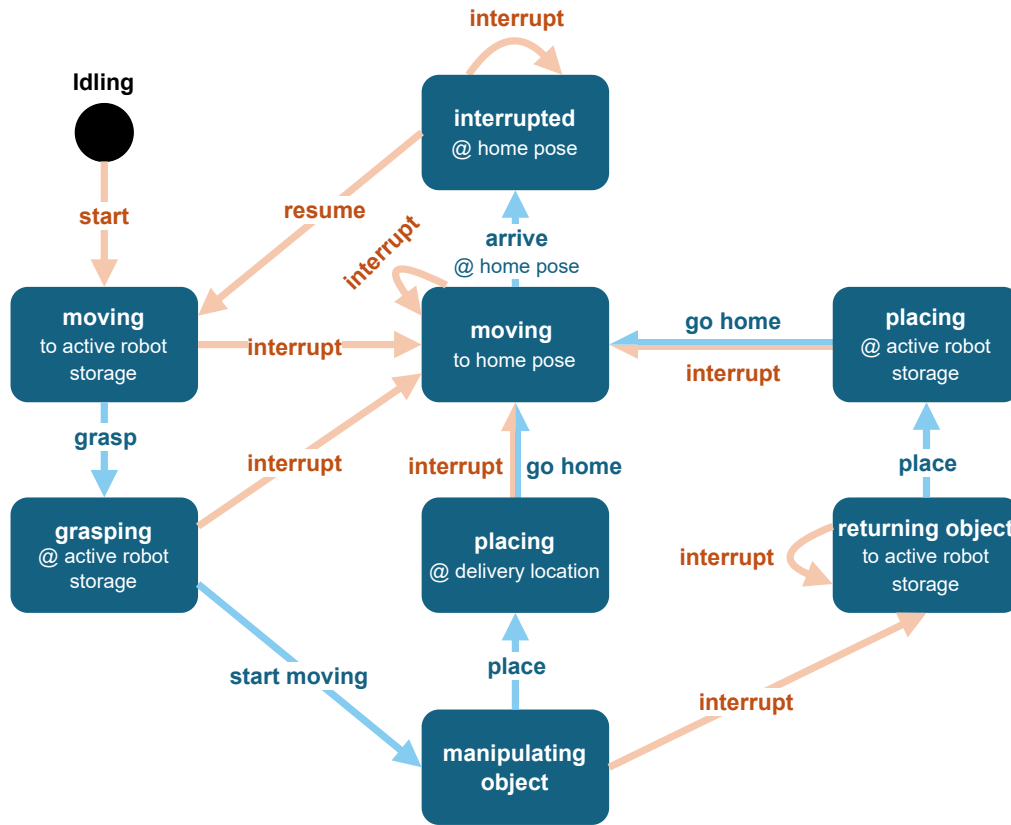 interrupt
Idling
interrupted
@ home pose
start
resume
interrupt
arrive
@ home pose
moving
to active robot
storage
interrupt
moving
to home pose
go home
interrupt
placing
@ active robot
storage
grasp
interrupt
interrupt
go home
place
grasping
@ active robot
storage
placing
@ delivery location
interrupt
returning object
to active robot
storage
start moving
place
interrupt
manipulating
object